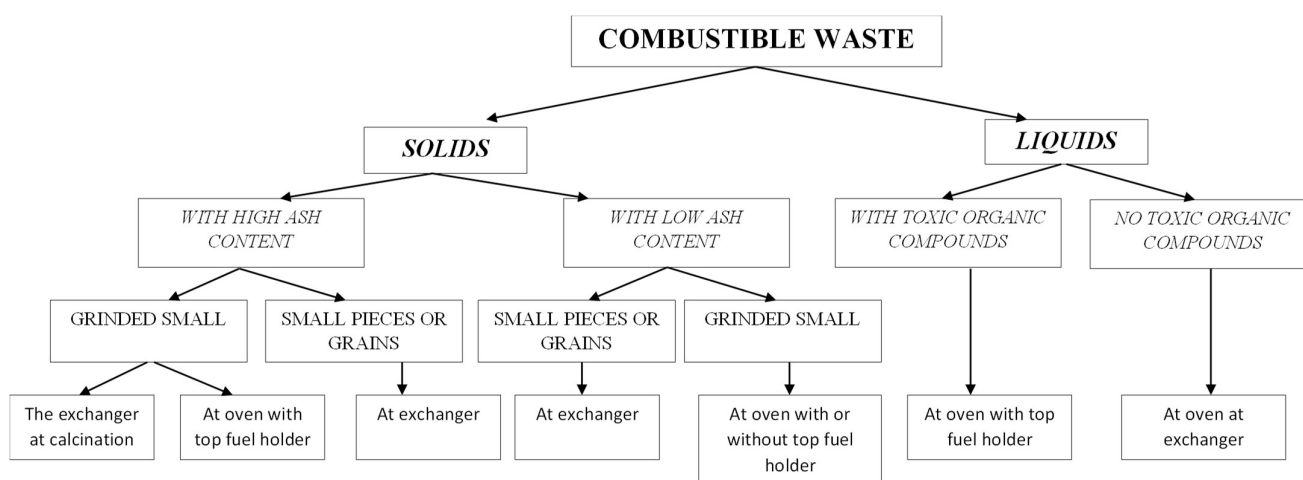 COMBUSTIBLE WASTE
SOLIDS
LIQUIDS
WITH HIGH ASH
CONTENT
WITH LOW ASH
CONTENT
WITH TOXIC ORGANIC
COMPOUNDS
NO TOXIC ORGANIC
COMPOUNDS
GRINDED SMALL
SMALL PIECES OR
GRAINS
SMALL PIECES OR
GRAINS
GRINDED SMALL
The exchanger
at calcination
At oven with
top fuel holder
At exchanger
At exchanger
At oven with or
without top fuel
holder
At oven with top
fuel holder
At oven at
exchanger